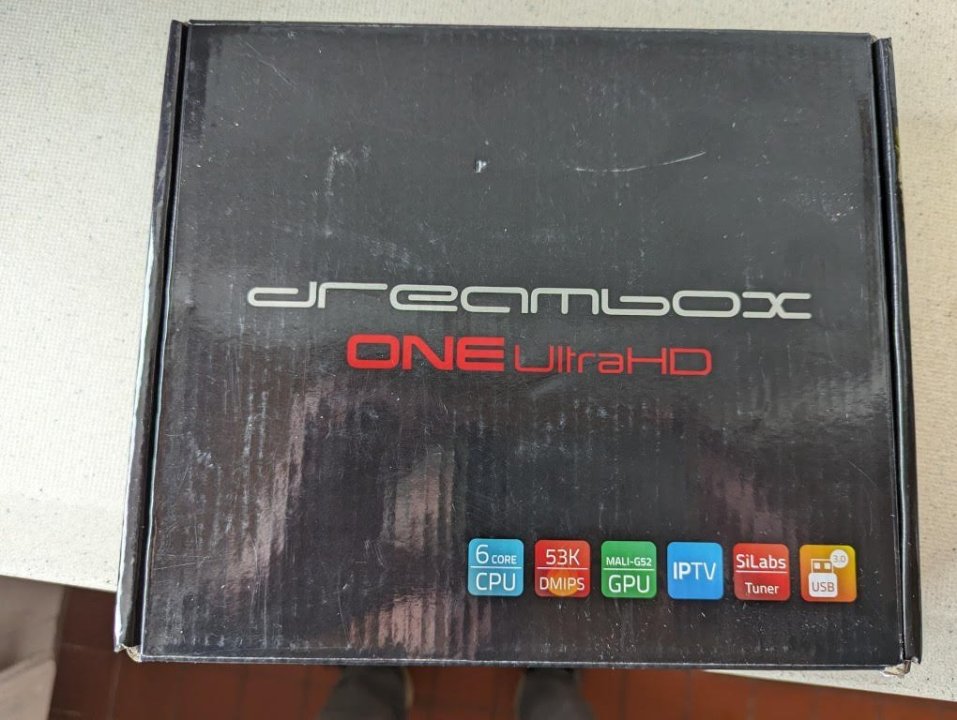 dreambox
ONE UltraHD
6 CORE
CPU
53K
DMIPS
MALI-G52
GPU
IPTV
SiLabs
Tuner
3.0
USB